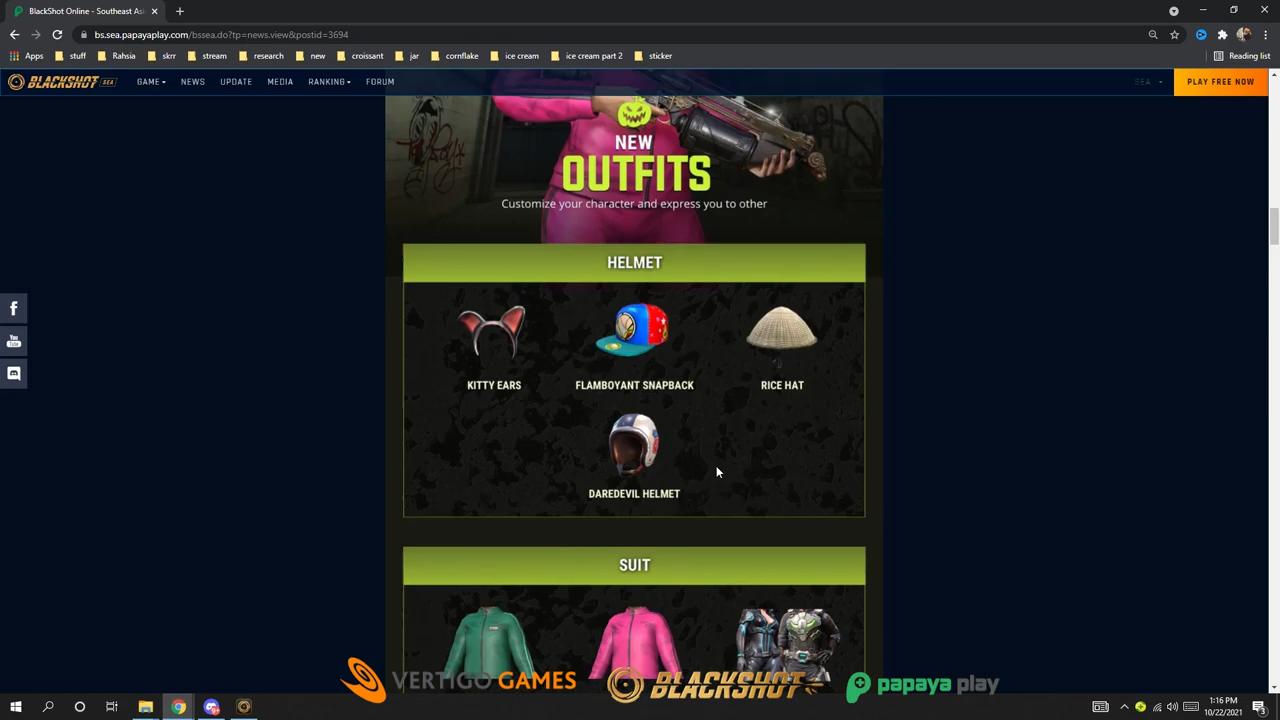 BlackShot Online - Southeast Asi
bs.sea.papayaplay.com/bssea.do?tp=news.view&postid=3694
Apps stuff Rahsia skrr stream research new croissant jar cornflake ice cream ice cream part 2 sticker Reading list
BLACKSHOT SEA GAME NEWS UPDATE MEDIA RANKING FORUM SEA PLAY FREE NOW
NEW
OUTFITS
Customize your character and express you to other
HELMET
KITTY EARS FLAMBOYANT SNAPBACK RICE HAT
DAREDEVIL HELMET
SUIT
VERTIGO GAMES BLACKSHOT papaya play
1:16 PM
10/22/2021